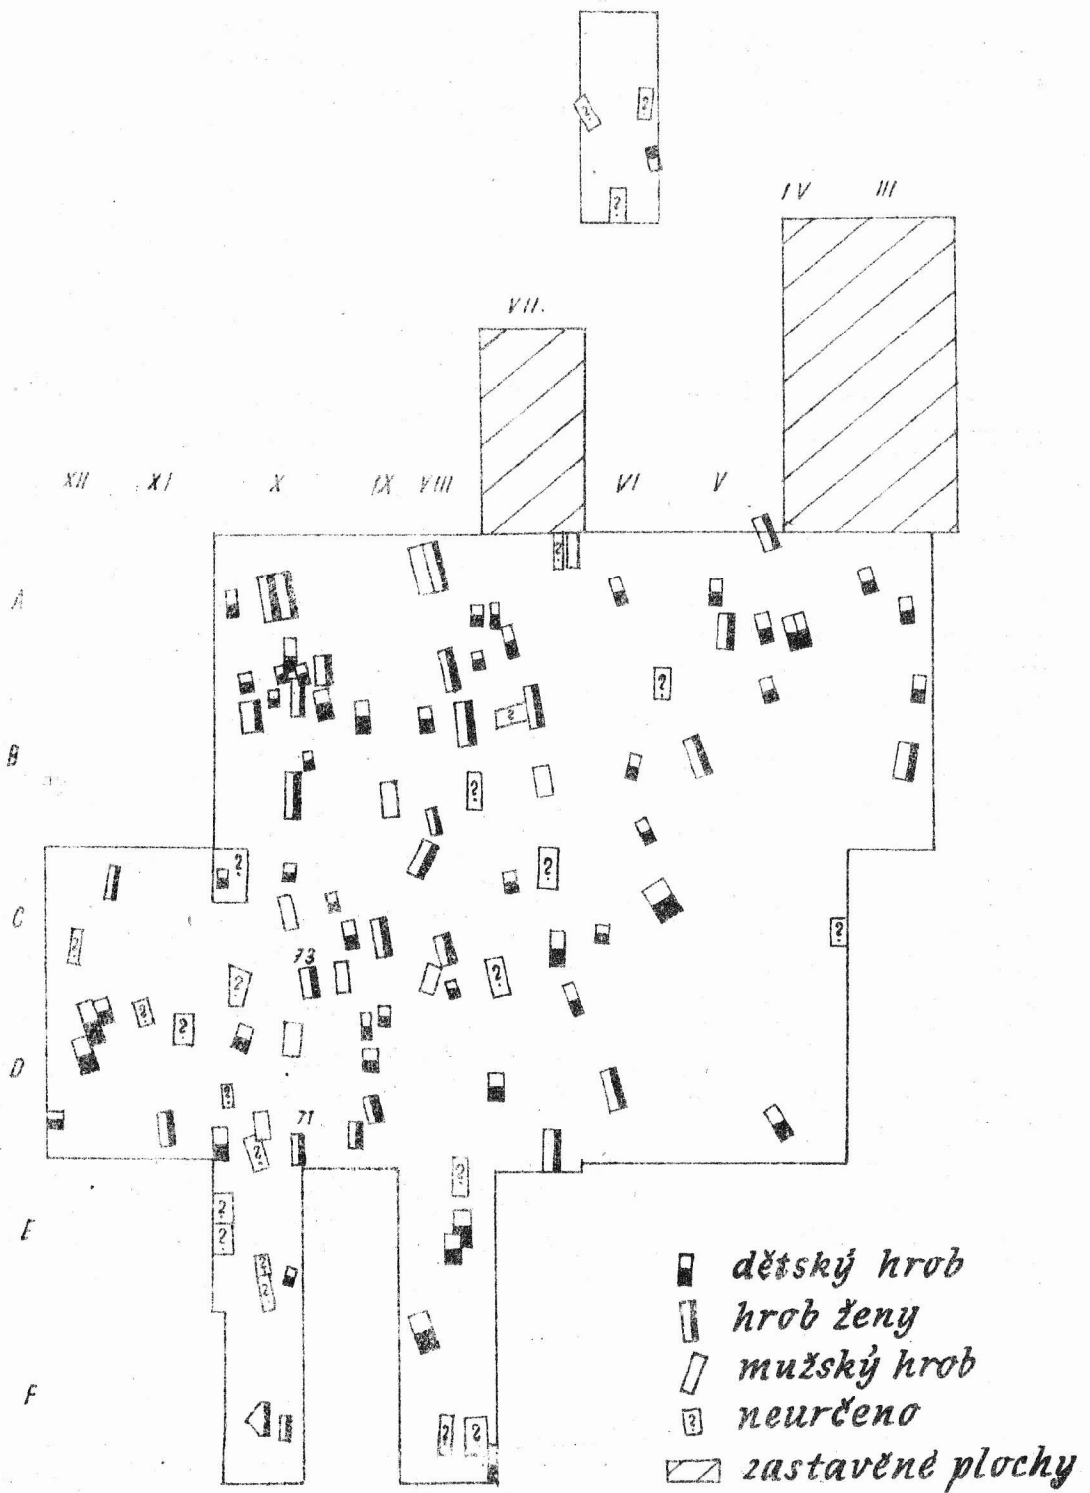 IV III
VII.
XII XI X IX VIII VI V
A
B
C
73
D
71
E
F
?
dětský hrob
hrob ženy
mužský hrob
? neurčeno
zastavěné plochy